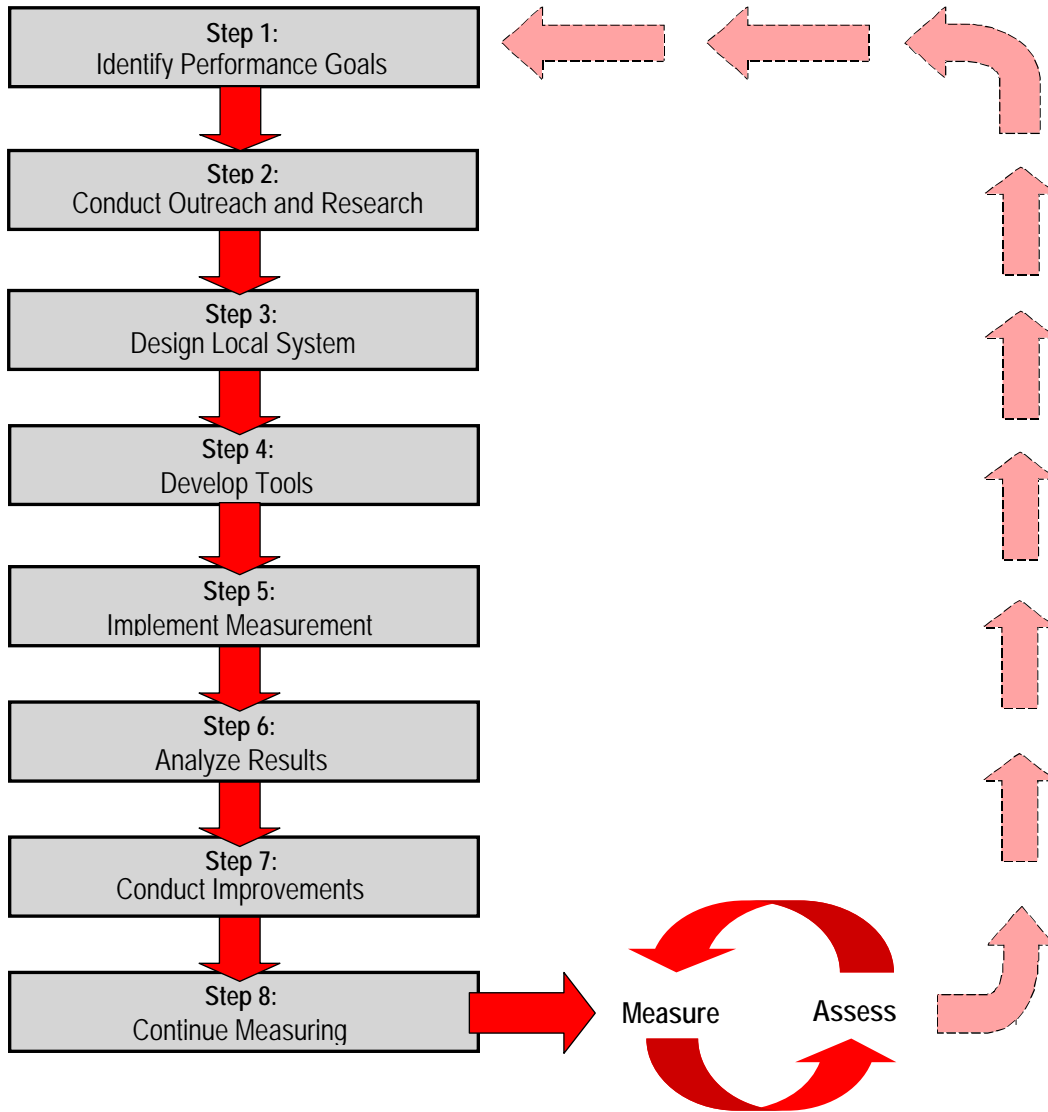 Step 1:
Identify Performance Goals
Step 2:
Conduct Outreach and Research
Step 3:
Design Local System
Step 4:
Develop Tools
Step 5:
Implement Measurement
Step 6:
Analyze Results
Step 7:
Conduct Improvements
Step 8:
Continue Measuring
Measure
Assess